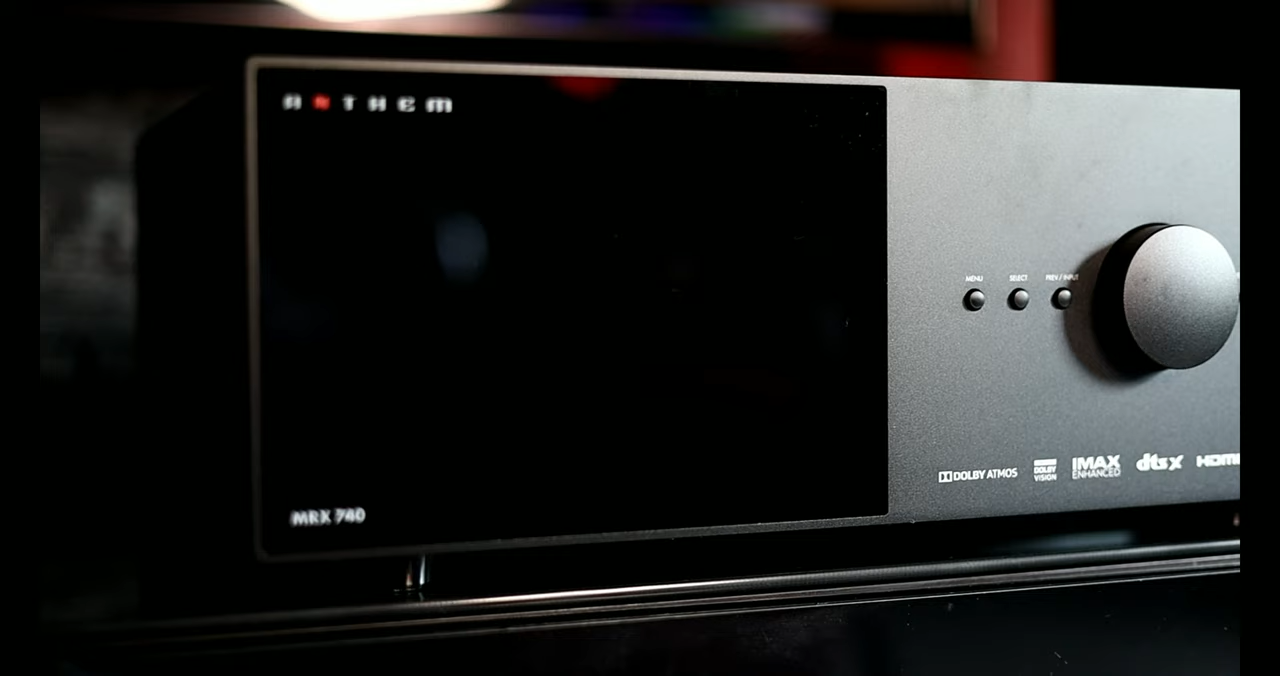 ANTHEM
MENU SELECT PREV / INPUT
DOLBY ATMOS
DOLBY
VISION
IMAX
ENHANCED
dts x
HDMI
MRX 740